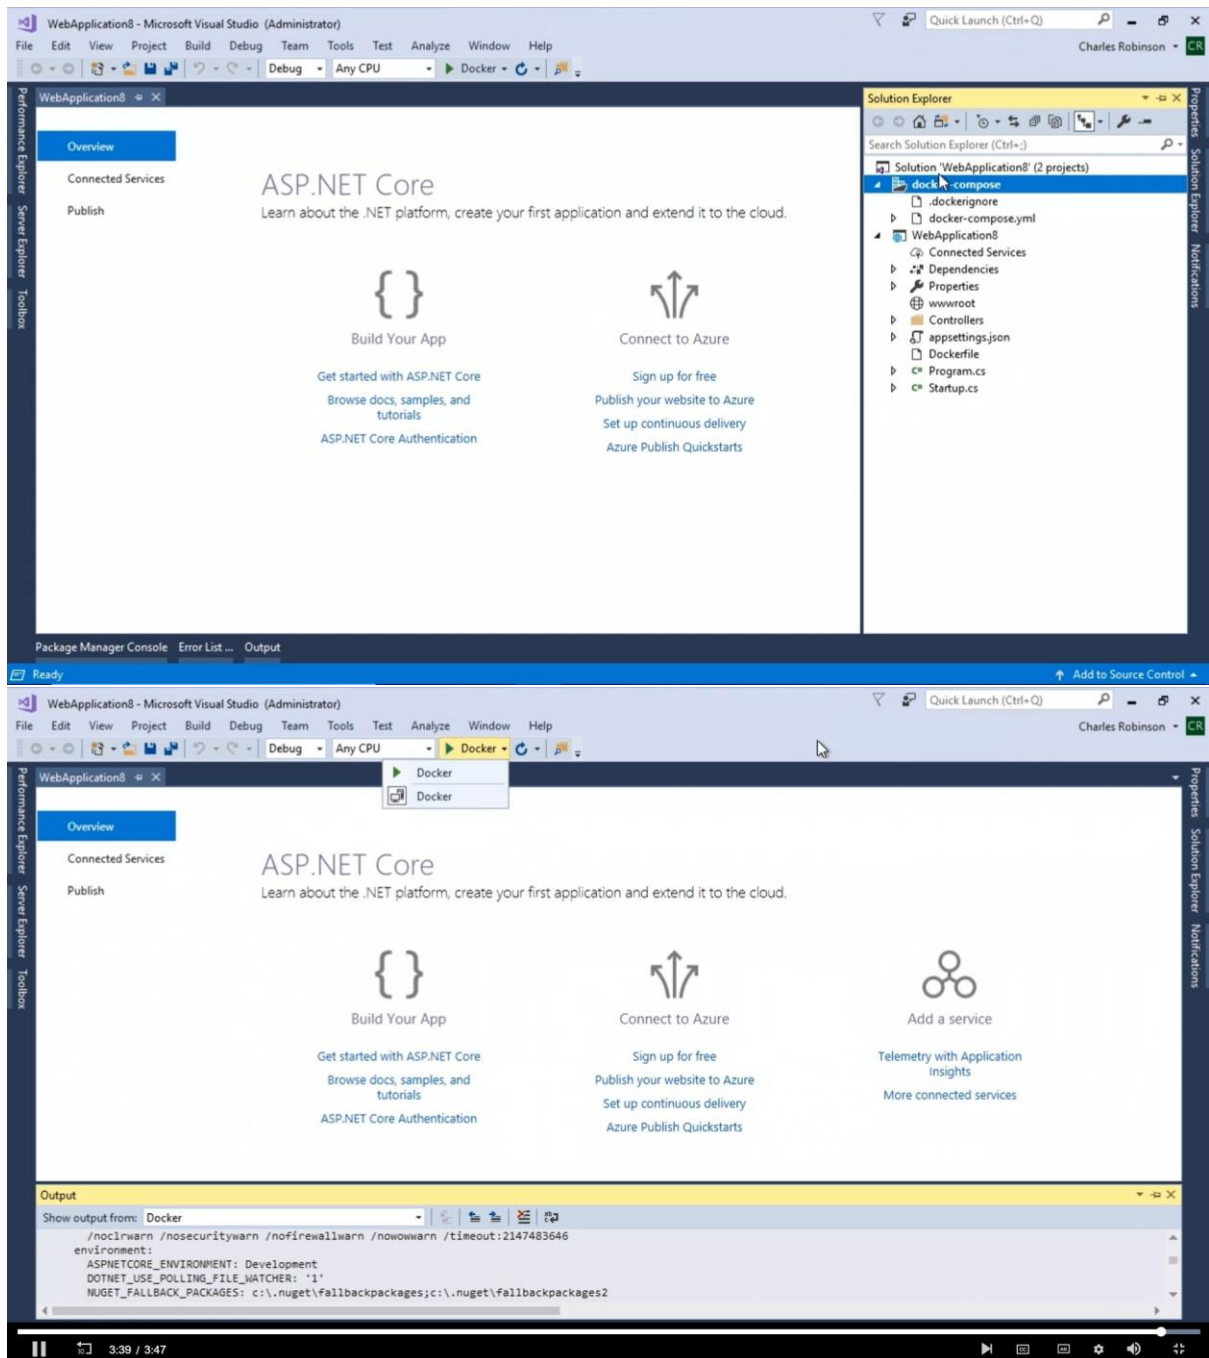 WebApplication8 - Microsoft Visual Studio (Administrator)
Quick Launch (Ctrl+Q)
File Edit View Project Build Debug Team Tools Test Analyze Window Help
Charles Robinson CR
Debug Any CPU Docker
Performance Explorer Server Explorer Toolbox
WebApplication8
Overview
Connected Services
Publish
ASP.NET Core
Learn about the .NET platform, create your first application and extend it to the cloud.
Build Your App
Get started with ASP.NET Core
Browse docs, samples, and
tutorials
ASP.NET Core Authentication
Connect to Azure
Sign up for free
Publish your website to Azure
Set up continuous delivery
Azure Publish Quickstarts
Solution Explorer
Search Solution Explorer (Ctrl+;)
Solution 'WebApplication8' (2 projects)
docker-compose
.dockerignore
docker-compose.yml
WebApplication8
Connected Services
Dependencies
Properties
wwwroot
Controllers
appsettings.json
Dockerfile
C# Program.cs
C# Startup.cs
Properties Solution Explorer Notifications
Package Manager Console Error List ... Output
Ready
Add to Source Control
WebApplication8 - Microsoft Visual Studio (Administrator)
Quick Launch (Ctrl+Q)
File Edit View Project Build Debug Team Tools Test Analyze Window Help
Charles Robinson CR
Debug Any CPU Docker
Docker
Docker
Performance Explorer Server Explorer Toolbox
WebApplication8
Overview
Connected Services
Publish
ASP.NET Core
Learn about the .NET platform, create your first application and extend it to the cloud.
Build Your App
Get started with ASP.NET Core
Browse docs, samples, and
tutorials
ASP.NET Core Authentication
Connect to Azure
Sign up for free
Publish your website to Azure
Set up continuous delivery
Azure Publish Quickstarts
Add a service
Telemetry with Application
Insights
More connected services
Properties Solution Explorer Notifications
Output
Show output from: Docker
/noclrwarn /nosecuritywarn /nofirewallwarn /nowowwarn /timeout:2147483646
environment:
ASPNETCORE_ENVIRONMENT: Development
DOTNET_USE_POLLING_FILE_WATCHER: '1'
NUGET_FALLBACK_PACKAGES: c:\.nuget\fallbackpackages;c:\.nuget\fallbackpackages2
10
3:39 / 3:47
CC
AD